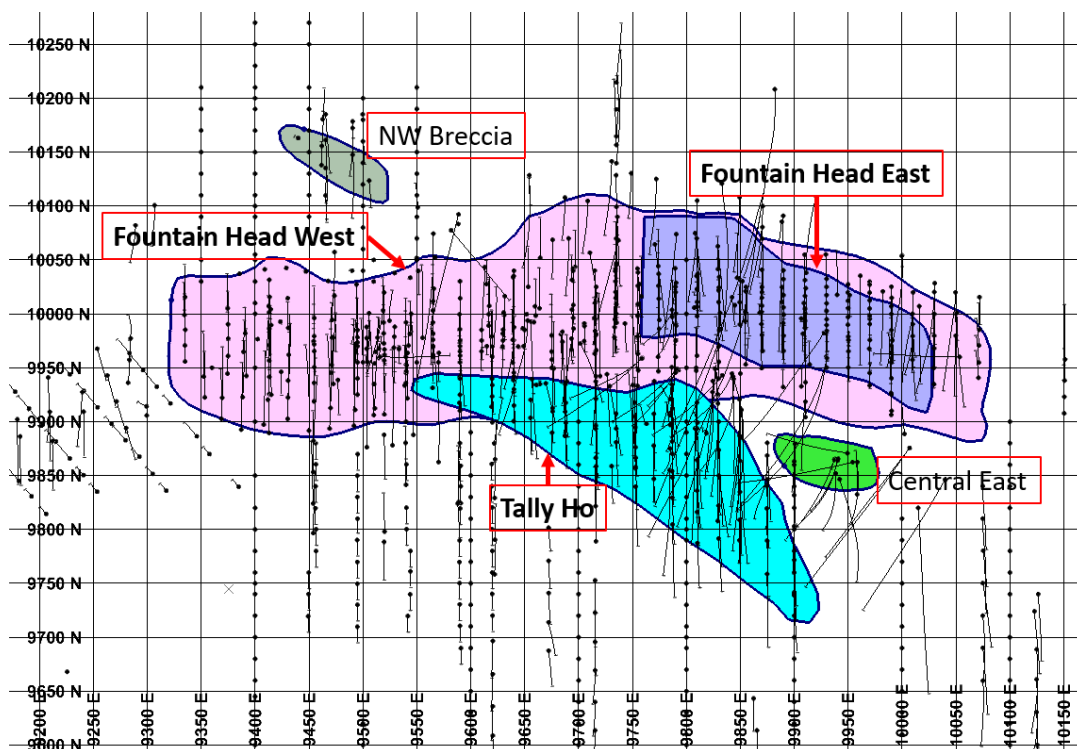 10250 N
10200 N
10150 N
10100 N
10050 N
10000 N
9950 N
9900 N
9850 N
9800 N
9750 N
9700 N
9650 N
NW Breccia
Fountain Head East
Fountain Head West
Tally Ho
Central East
9200 E
9250 E
9300 E
9350 E
9400 E
9450 E
9500 E
9550 E
9600 E
9650 E
9700 E
9750 E
9800 E
9850 E
9900 E
9950 E
10000 E
10050 E
10100 E
10150 E